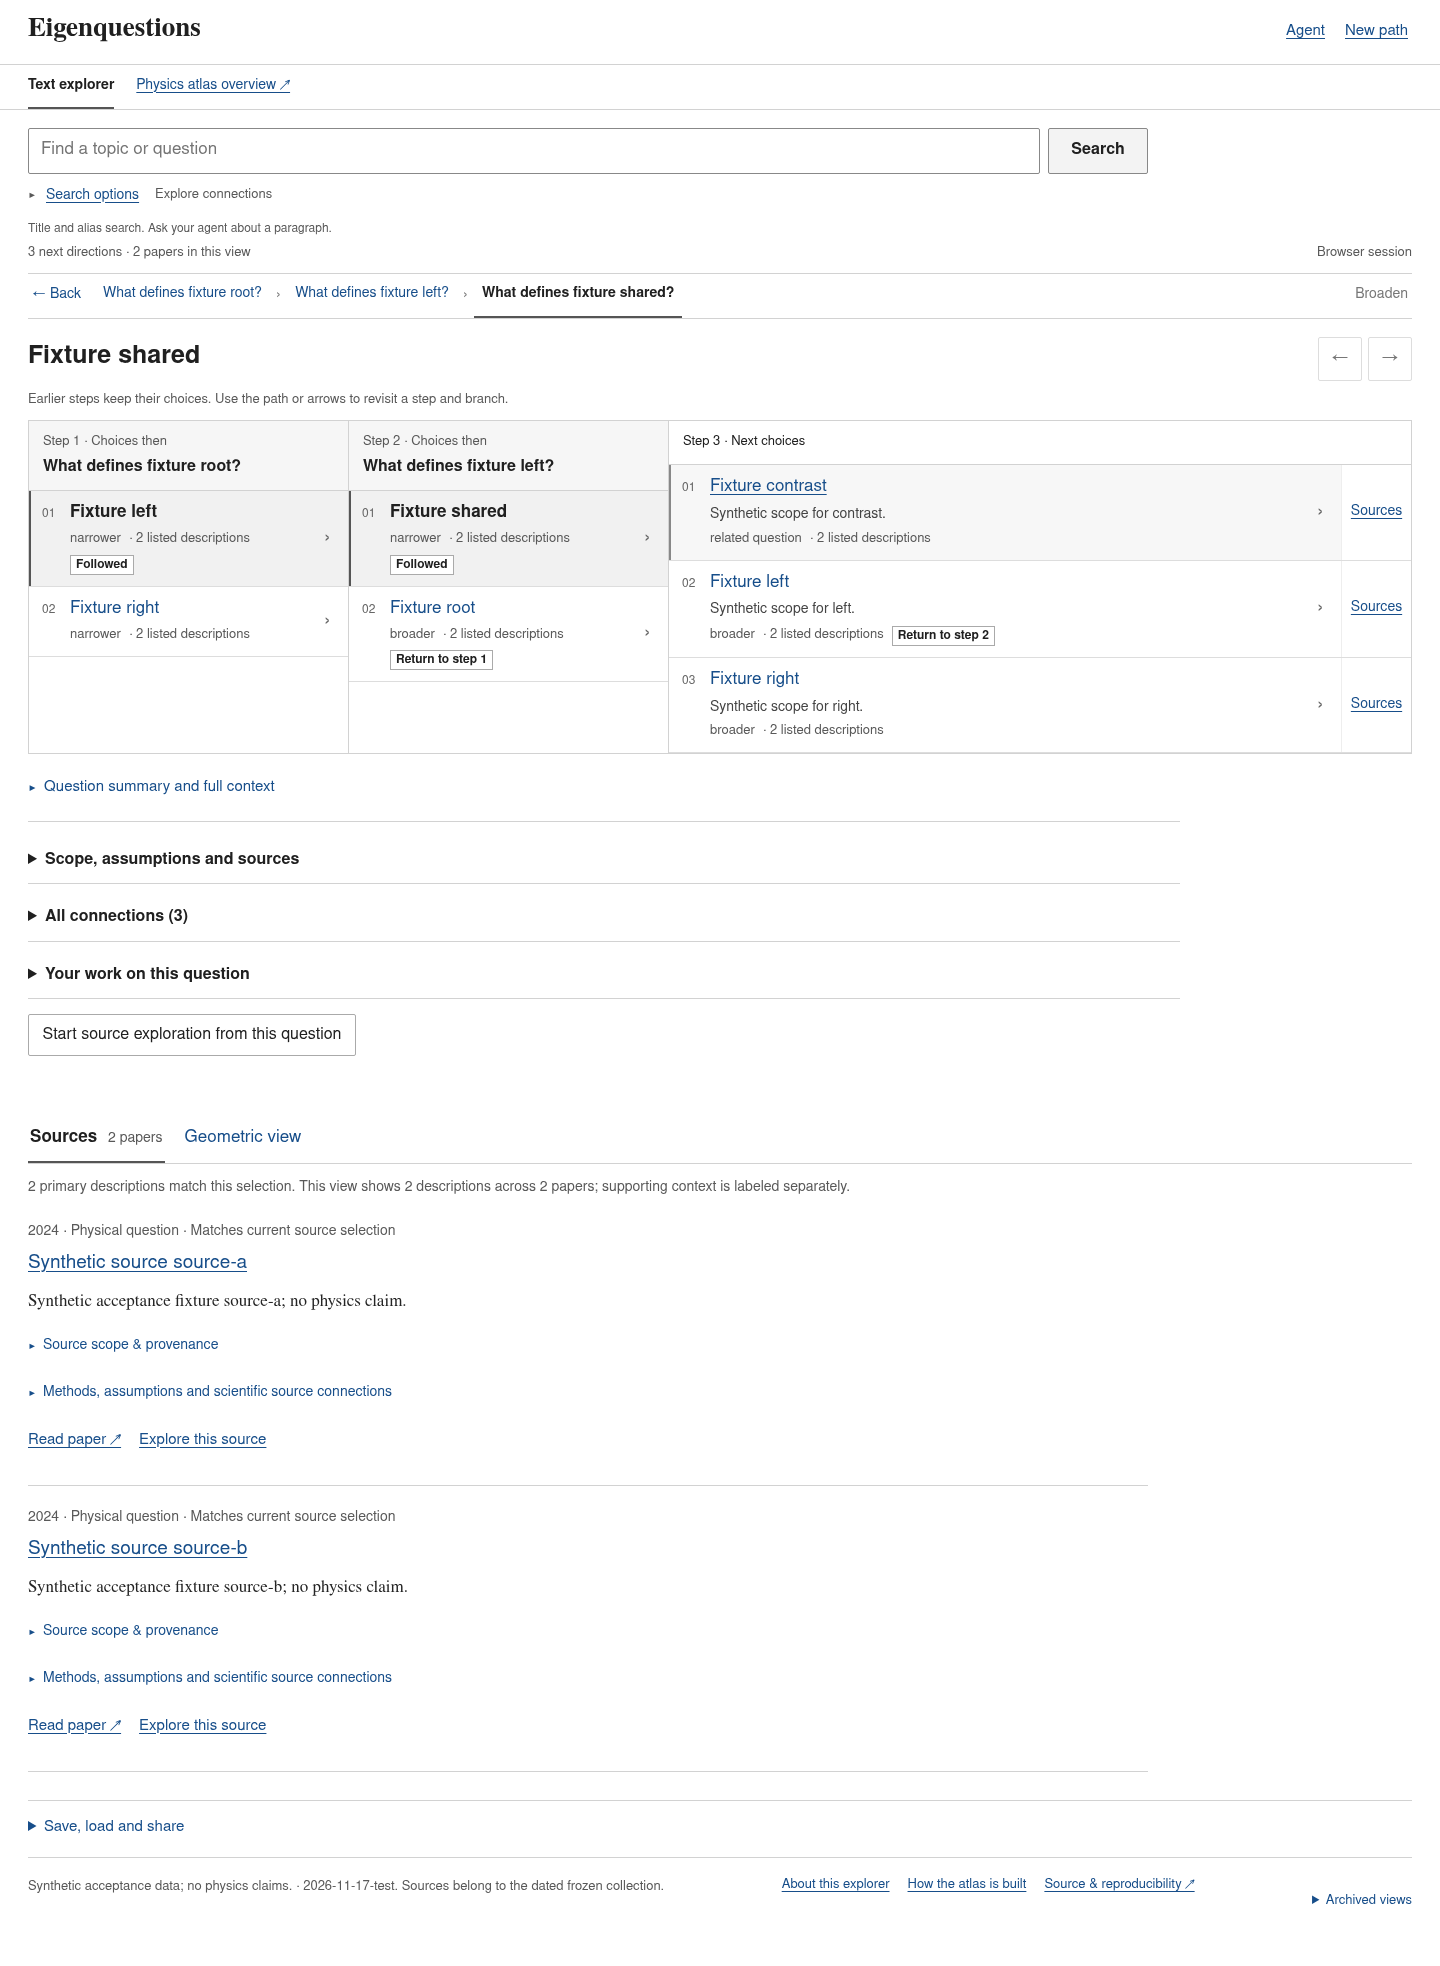 Eigenquestions
Agent New path
Text explorer Physics atlas overview ↗
Find a topic or question
Search
▸ Search options Explore connections
Title and alias search. Ask your agent about a paragraph.
3 next directions · 2 papers in this view Browser session
← Back What defines fixture root? › What defines fixture left? › What defines fixture shared? Broaden
Fixture shared
← →
Earlier steps keep their choices. Use the path or arrows to revisit a step and branch.
Step 1 · Choices then
What defines fixture root?
01 Fixture left
narrower · 2 listed descriptions ›
Followed
02 Fixture right
narrower · 2 listed descriptions ›
Step 2 · Choices then
What defines fixture left?
01 Fixture shared
narrower · 2 listed descriptions ›
Followed
02 Fixture root
broader · 2 listed descriptions ›
Return to step 1
Step 3 · Next choices
01 Fixture contrast
Synthetic scope for contrast. › Sources
related question · 2 listed descriptions
02 Fixture left
Synthetic scope for left. › Sources
broader · 2 listed descriptions Return to step 2
03 Fixture right
Synthetic scope for right. › Sources
broader · 2 listed descriptions
▸ Question summary and full context
▶ Scope, assumptions and sources
▶ All connections (3)
▶ Your work on this question
Start source exploration from this question
Sources 2 papers Geometric view
2 primary descriptions match this selection. This view shows 2 descriptions across 2 papers; supporting context is labeled separately.
2024 · Physical question · Matches current source selection
Synthetic source source-a
Synthetic acceptance fixture source-a; no physics claim.
▸ Source scope & provenance
▸ Methods, assumptions and scientific source connections
Read paper ↗ Explore this source
2024 · Physical question · Matches current source selection
Synthetic source source-b
Synthetic acceptance fixture source-b; no physics claim.
▸ Source scope & provenance
▸ Methods, assumptions and scientific source connections
Read paper ↗ Explore this source
▶ Save, load and share
Synthetic acceptance data; no physics claims. · 2026-11-17-test. Sources belong to the dated frozen collection.
About this explorer How the atlas is built Source & reproducibility ↗
▶ Archived views